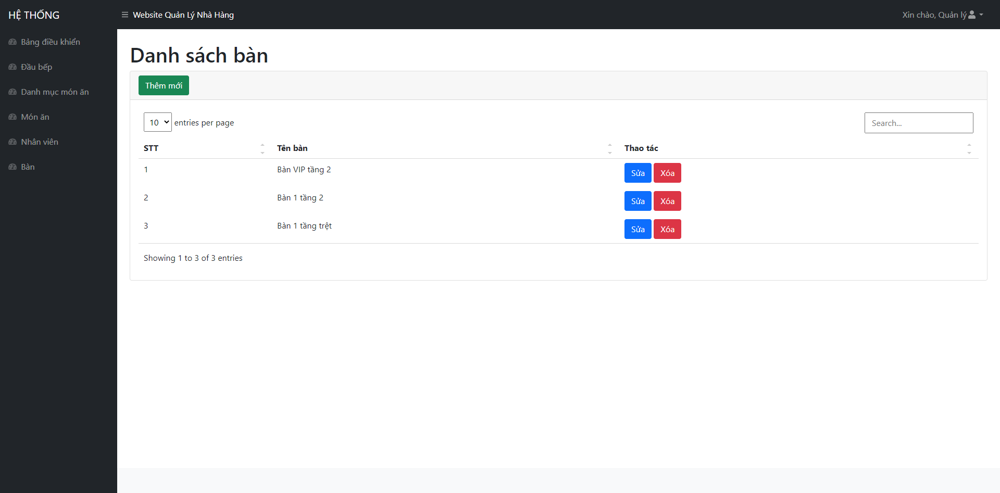 HỆ THỐNG
Website Quản Lý Nhà Hàng
Xin chào, Quản lý
Bảng điều khiển
Đầu bếp
Danh mục món ăn
Món ăn
Nhân viên
Bàn
Danh sách bàn
Thêm mới
10 entries per page
Search...
STT Tên bàn Thao tác
1 Bàn VIP tầng 2 Sửa Xóa
2 Bàn 1 tầng 2 Sửa Xóa
3 Bàn 1 tầng trệt Sửa Xóa
Showing 1 to 3 of 3 entries